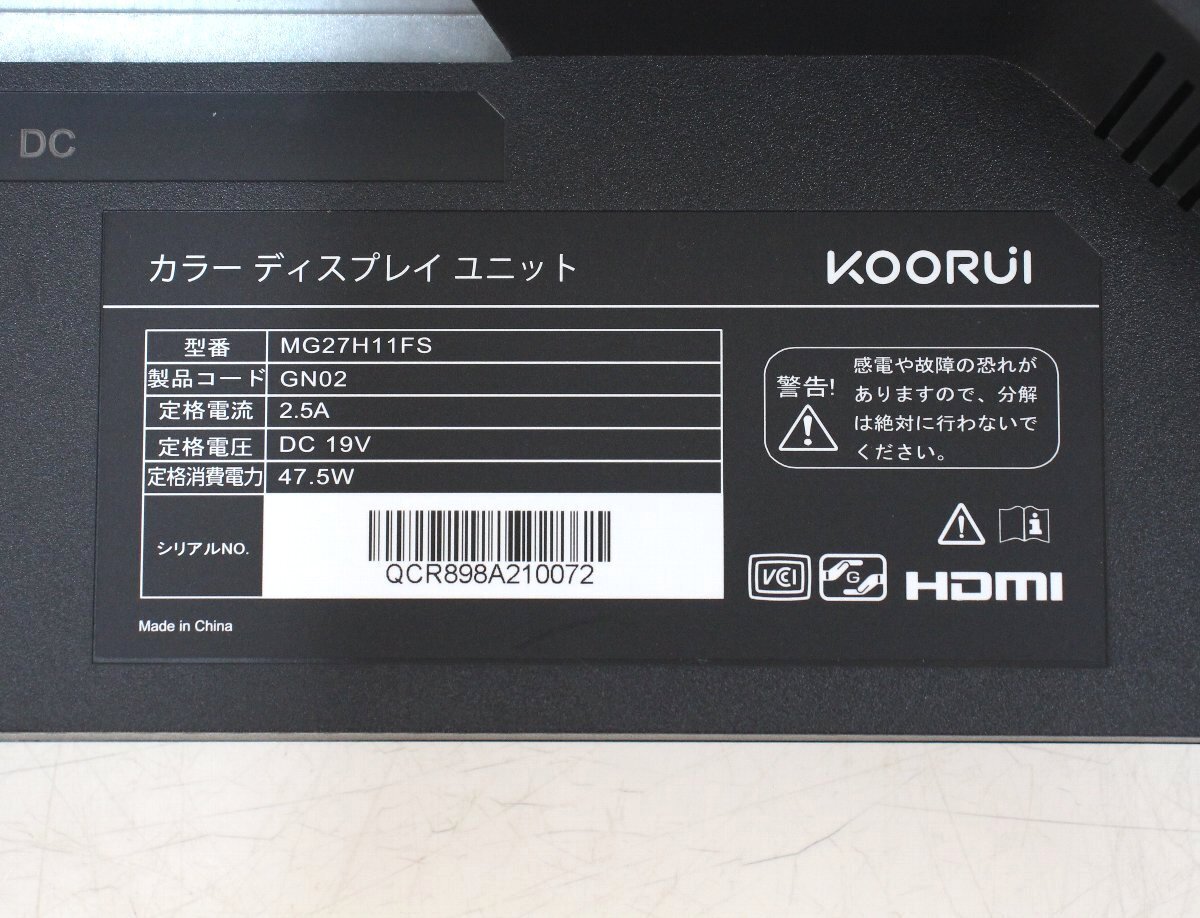 DC
カラー ディスプレイ ユニット
KOORUI
型番 MG27H11FS
製品コード GN02
定格電流 2.5A
定格電圧 DC 19V
定格消費電力 47.5W
シリアルNO.
QCR898A210072
Made in China
警告!
感電や故障の恐れが
ありますので、分解
は絶対に行わないで
ください。
VCCI
G
HDMI